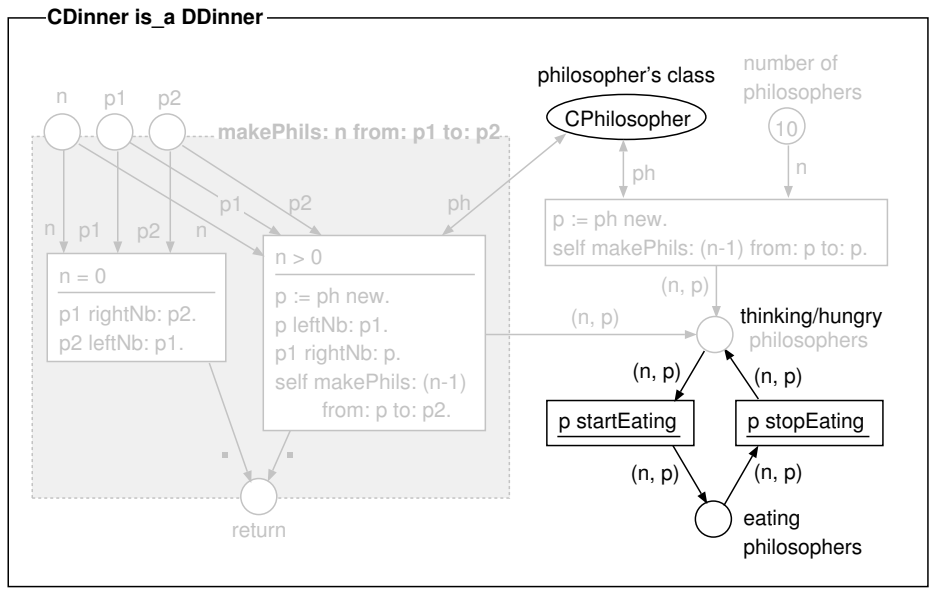 CDinner is_a DDinner
philosopher's class
CPhilosopher
number of
philosophers
10
n
p1
p2
makePhils: n from: p1 to: p2
n
p1
p2
n
p1
p2
ph
ph
n
n = 0
p1 rightNb: p2.
p2 leftNb: p1.
n > 0
p := ph new.
p leftNb: p1.
p1 rightNb: p.
self makePhils: (n-1)
from: p to: p2.
p := ph new.
self makePhils: (n-1) from: p to: p.
(n, p)
(n, p)
thinking/hungry
philosophers
(n, p)
(n, p)
p startEating
p stopEating
(n, p)
(n, p)
return
eating
philosophers